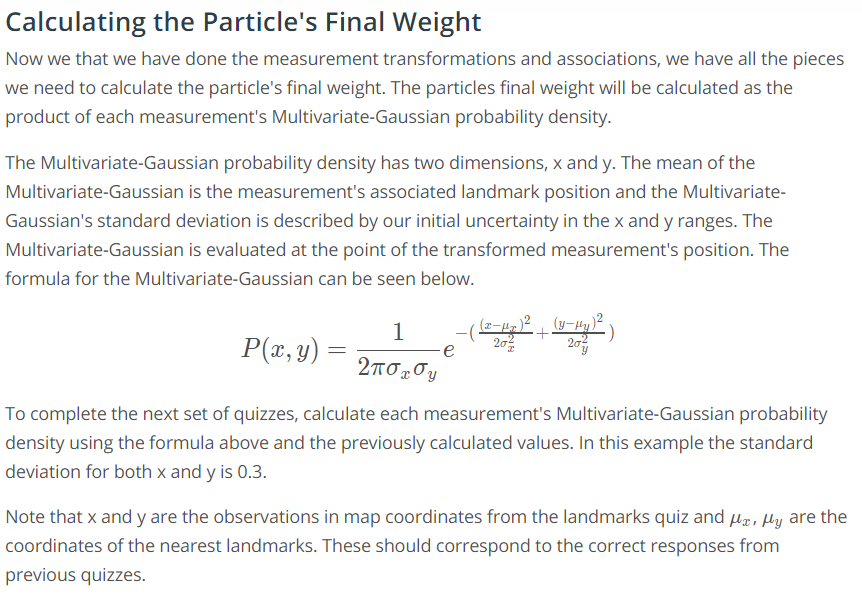 Calculating the Particle's Final Weight
Now we that we have done the measurement transformations and associations, we have all the pieces
we need to calculate the particle's final weight. The particles final weight will be calculated as the
product of each measurement's Multivariate-Gaussian probability density.
The Multivariate-Gaussian probability density has two dimensions, x and y. The mean of the
Multivariate-Gaussian is the measurement's associated landmark position and the Multivariate-
Gaussian's standard deviation is described by our initial uncertainty in the x and y ranges. The
Multivariate-Gaussian is evaluated at the point of the transformed measurement's position. The
formula for the Multivariate-Gaussian can be seen below.
P(x, y) = \frac{1}{2\pi\sigma_x\sigma_y} e^{-(\frac{(x-\mu_x)^2}{2\sigma_x^2}+\frac{(y-\mu_y)^2}{2\sigma_y^2})}
To complete the next set of quizzes, calculate each measurement's Multivariate-Gaussian probability
density using the formula above and the previously calculated values. In this example the standard
deviation for both x and y is 0.3.
Note that x and y are the observations in map coordinates from the landmarks quiz and μ_x, μ_y are the
coordinates of the nearest landmarks. These should correspond to the correct responses from
previous quizzes.